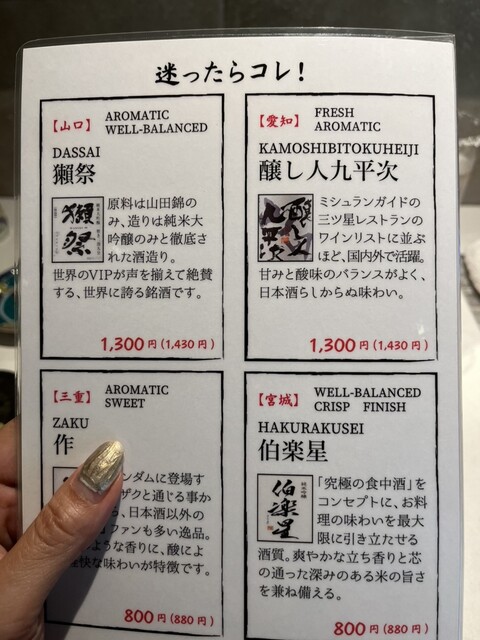 迷ったらコレ!
【山口】 AROMATIC
WELL-BALANCED
DASSAI
獺祭
獺祭
原料は山田錦の
み、造りは純米大
吟醸のみと徹底さ
れた酒造り。
世界のVIPが声を揃えて絶賛
する、世界に誇る銘酒です。
1,300円(1,430円)
【愛知】 FRESH
AROMATIC
KAMOSHIBITOKUHEIJI
醸し人九平次
醸し人
九平次
ミシュランガイドの
三ツ星レストランの
ワインリストに並ぶ
ほど、国内外で活躍。
甘みと酸味のバランスがよく、
日本酒らしからぬ味わい。
1,300円(1,430円)
【三重】 AROMATIC
SWEET
ZAKU
作
ンダムに登場す
ザクと通じる事か
、日本酒以外の
ファンも多い逸品。
ような香りに、酸によ
快な味わいが特徴です。
800円(880円)
【宮城】 WELL-BALANCED
CRISP FINISH
HAKURAKUSEI
伯楽星
伯楽星
「究極の食中酒」を
コンセプトに、お料
理の味わいを最大
限に引き立たせる
酒質。爽やかな立ち香りと芯
の通った深みのある米の旨さ
を兼ね備える。
800円(880円)